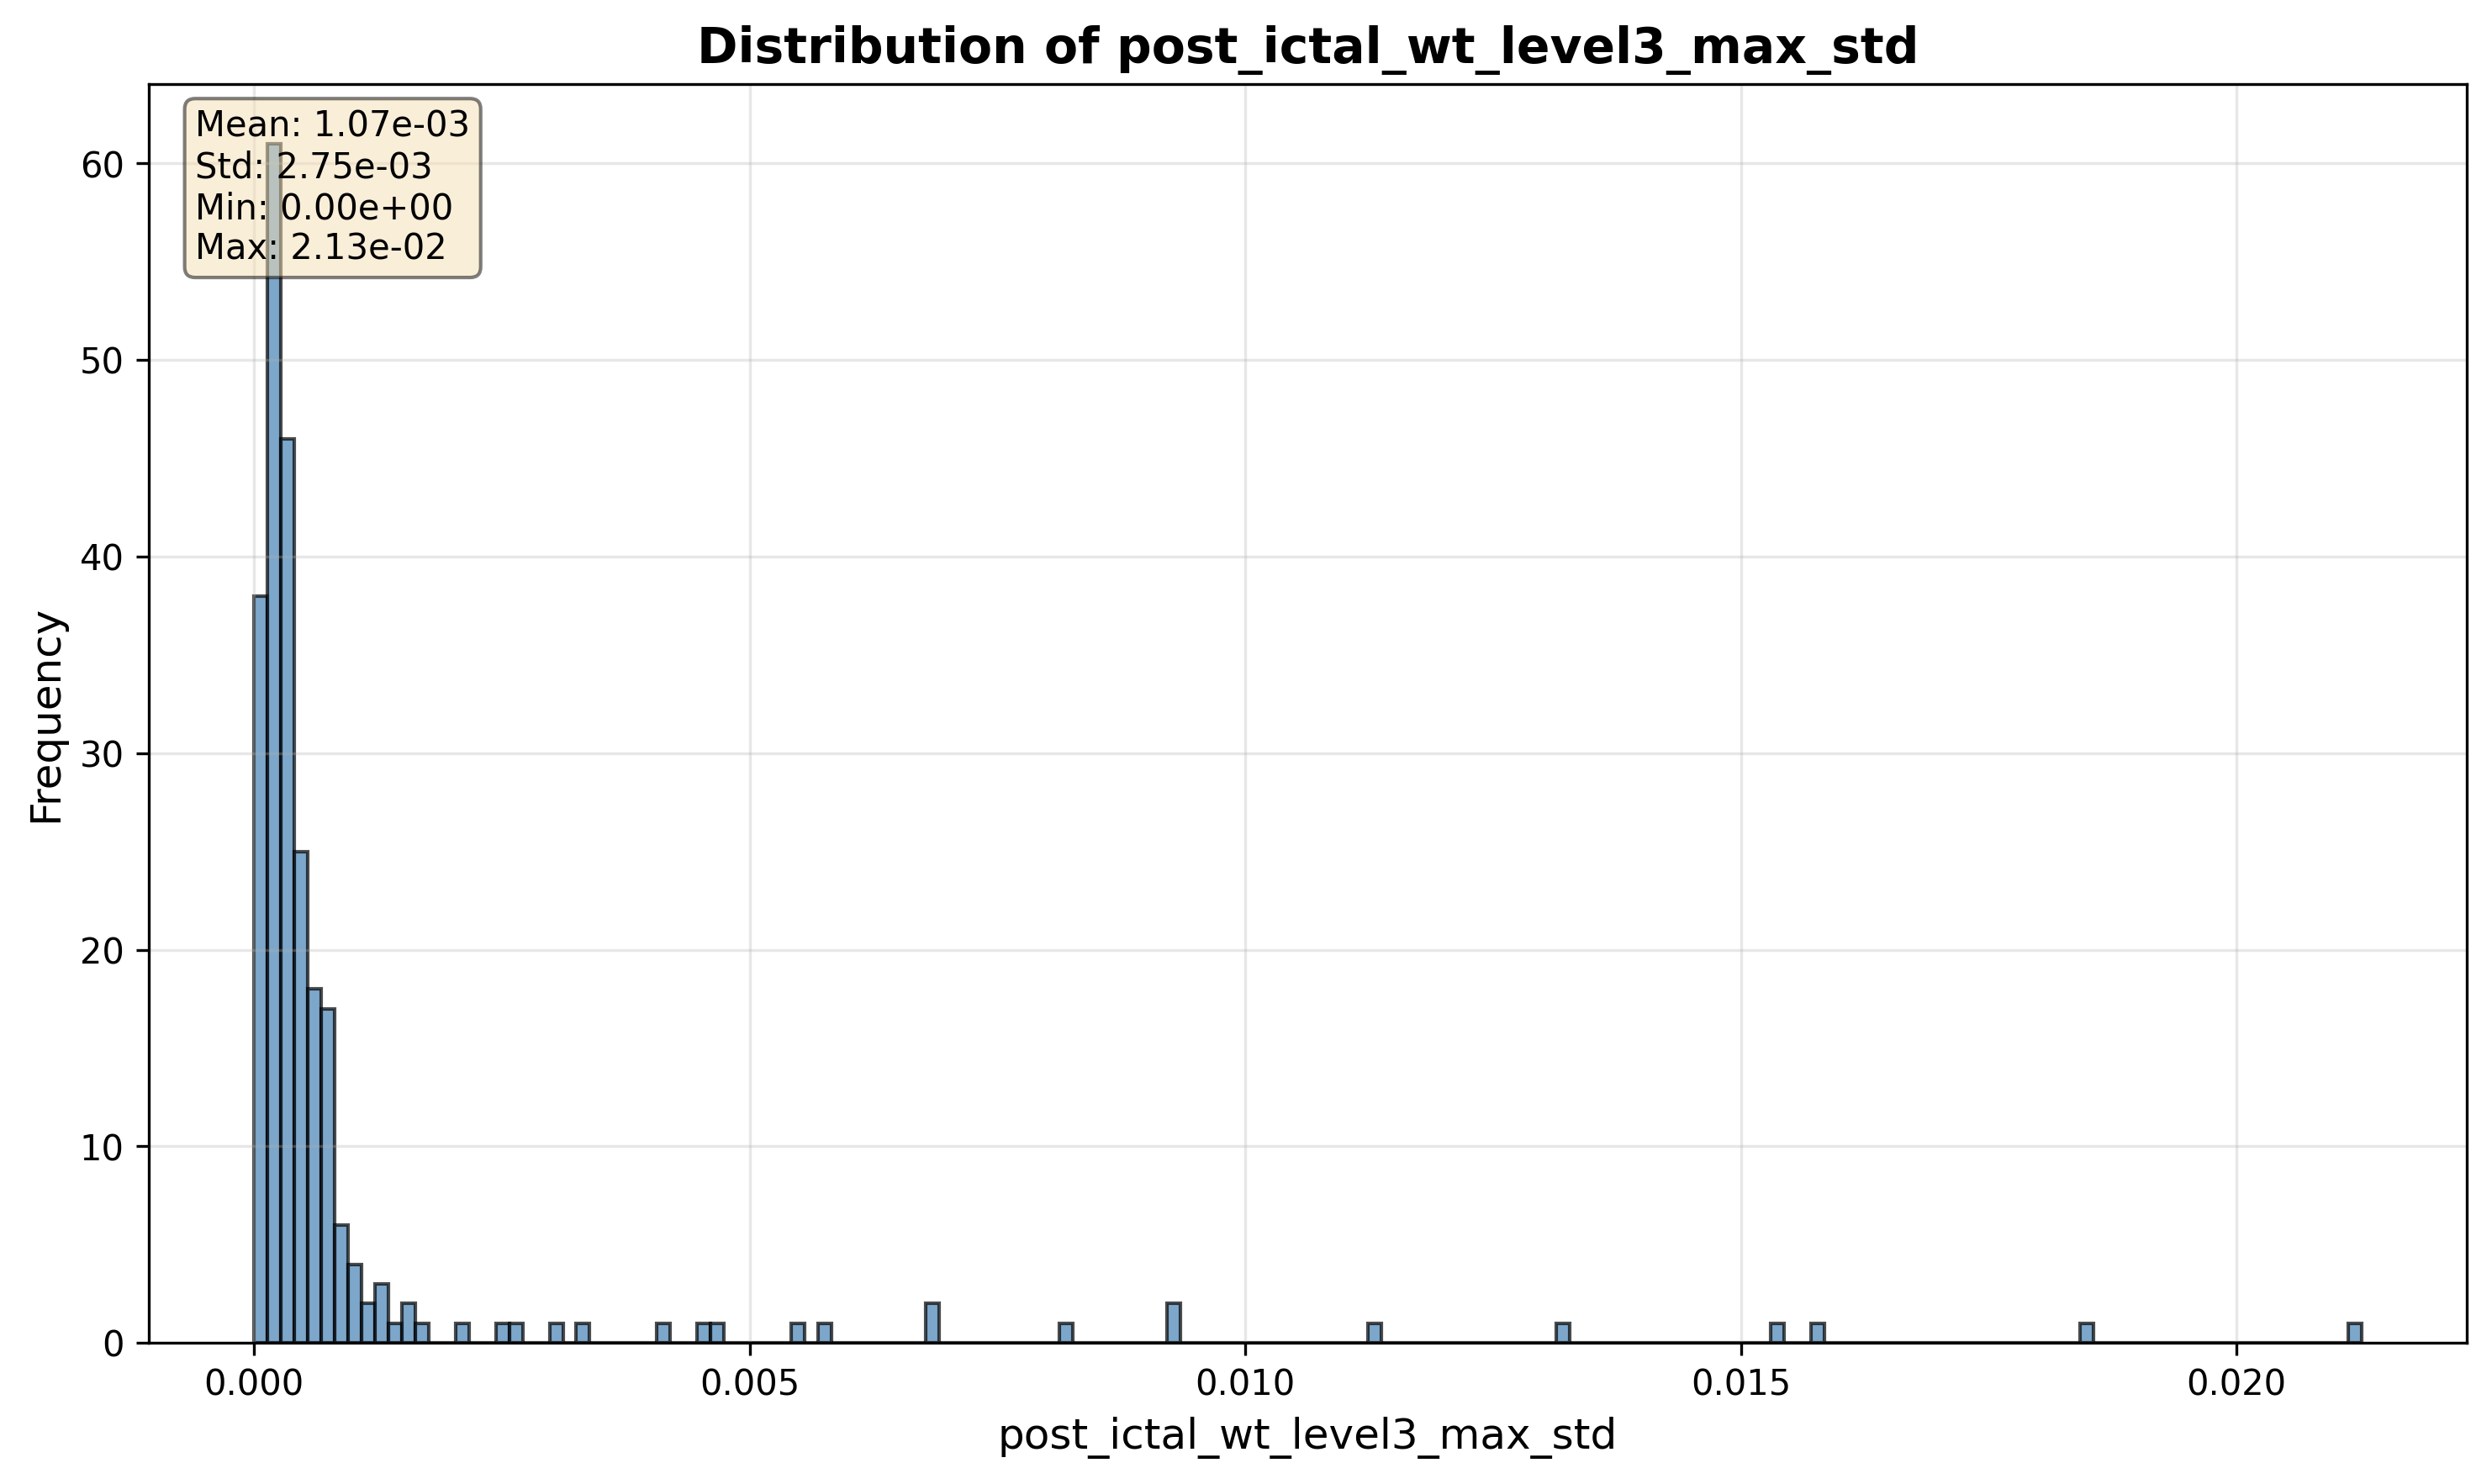 Distribution of post_ictal_wt_level3_max_std
Mean: 1.07e-03
Std: 2.75e-03
Min: 0.00e+00
Max: 2.13e-02
60
50
40
30
20
10
0
Frequency
0.000
0.005
0.010
0.015
0.020
post_ictal_wt_level3_max_std